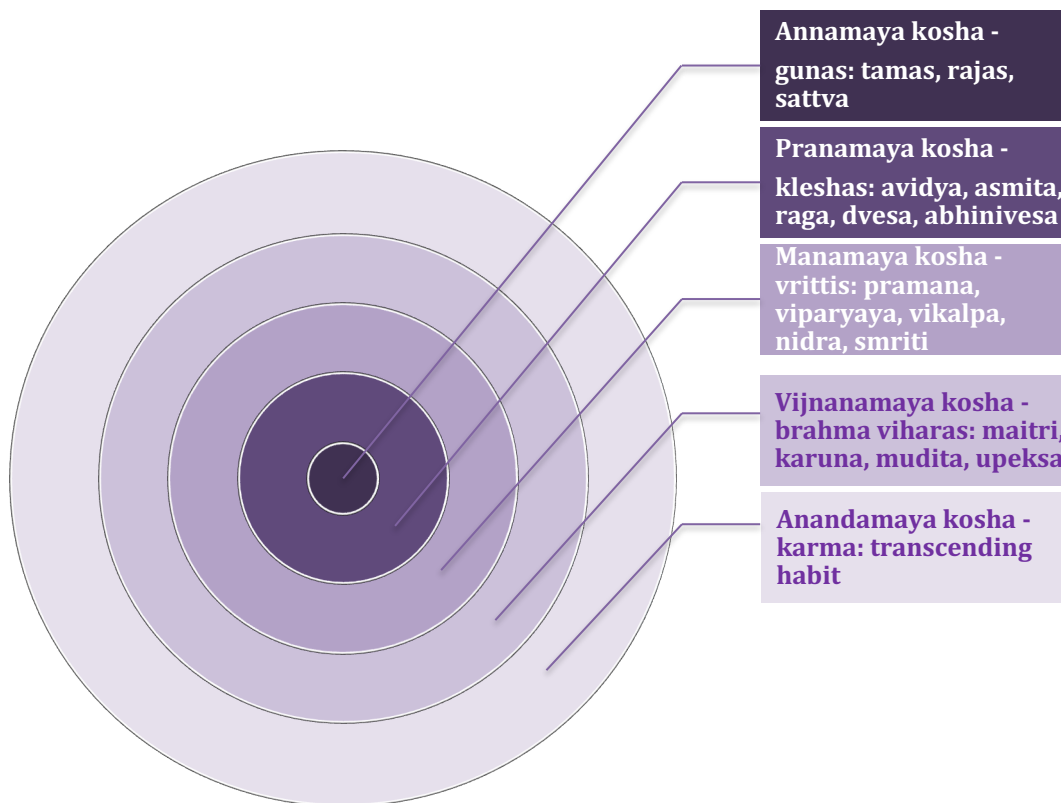 Annamaya kosha -
gunas: tamas, rajas,
sattva
Pranamaya kosha -
kleshas: avidya, asmita,
raga, dvesa, abhinivesa
Manamaya kosha -
vrittis: pramana,
viparyaya, vikalpa,
nidra, smriti
Vijnanamaya kosha -
brahma viharas: maitri,
karuna, mudita, upeksa
Anandamaya kosha -
karma: transcending
habit